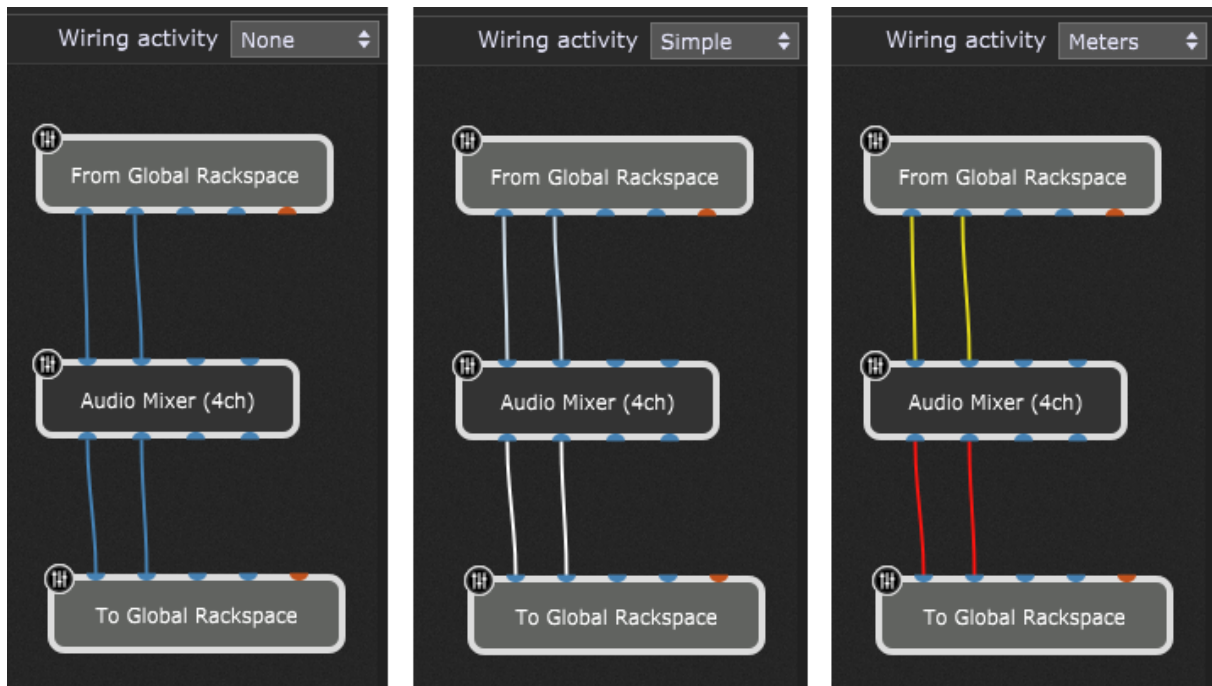 Wiring activity None
From Global Rackspace
Audio Mixer (4ch)
To Global Rackspace
Wiring activity Simple
From Global Rackspace
Audio Mixer (4ch)
To Global Rackspace
Wiring activity Meters
From Global Rackspace
Audio Mixer (4ch)
To Global Rackspace